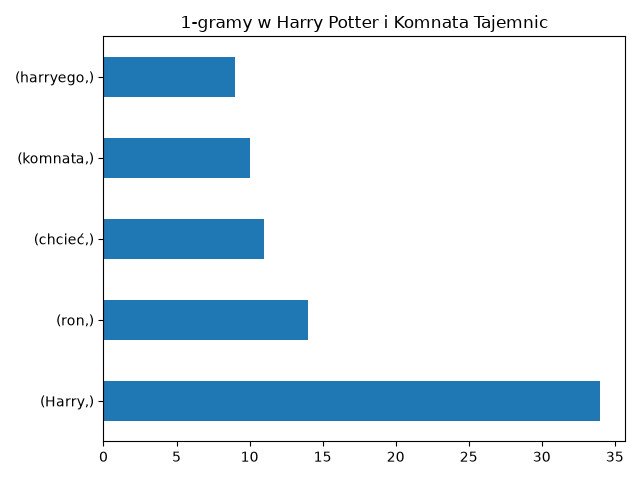 1-gramy w Harry Potter i Komnata Tajemnic
(harryego,)
(komnata,)
(chcieć,)
(ron,)
(Harry,)
0 5 10 15 20 25 30 35